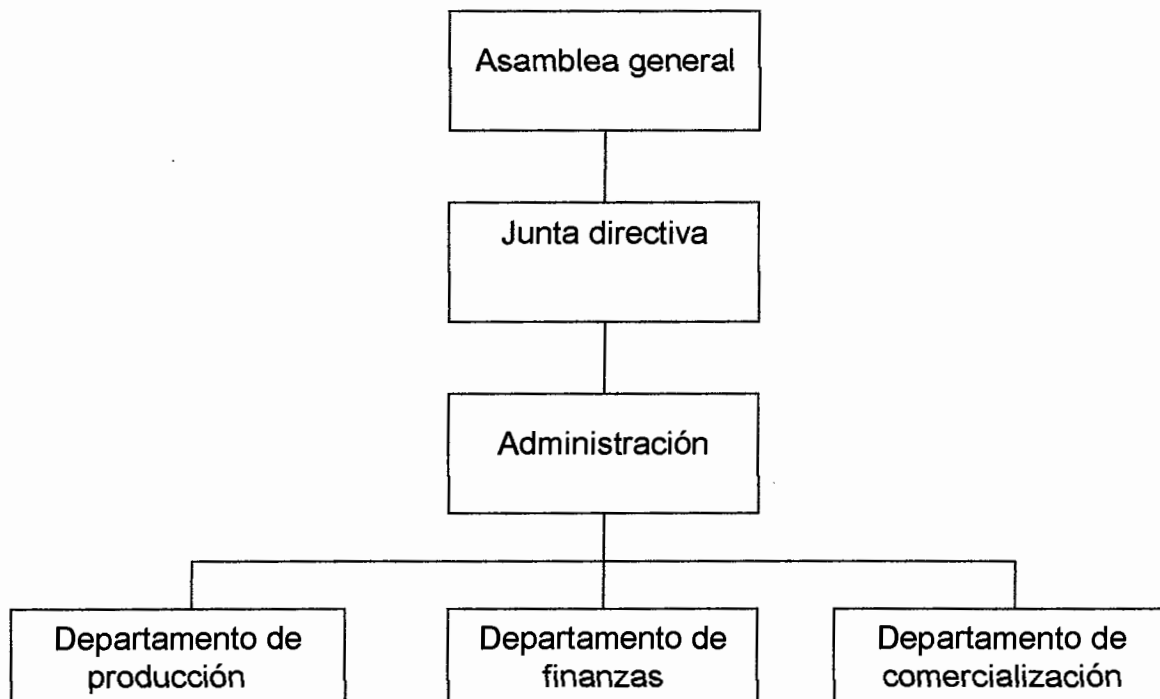 Asamblea general
Junta directiva
Administración
Departamento de
producción
Departamento de
finanzas
Departamento de
comercialización